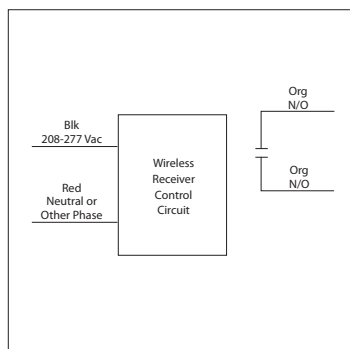 Blk
208-277 Vac
Red
Neutral or
Other Phase
Wireless
Receiver
Control
Circuit
Org
N/O
Org
N/O